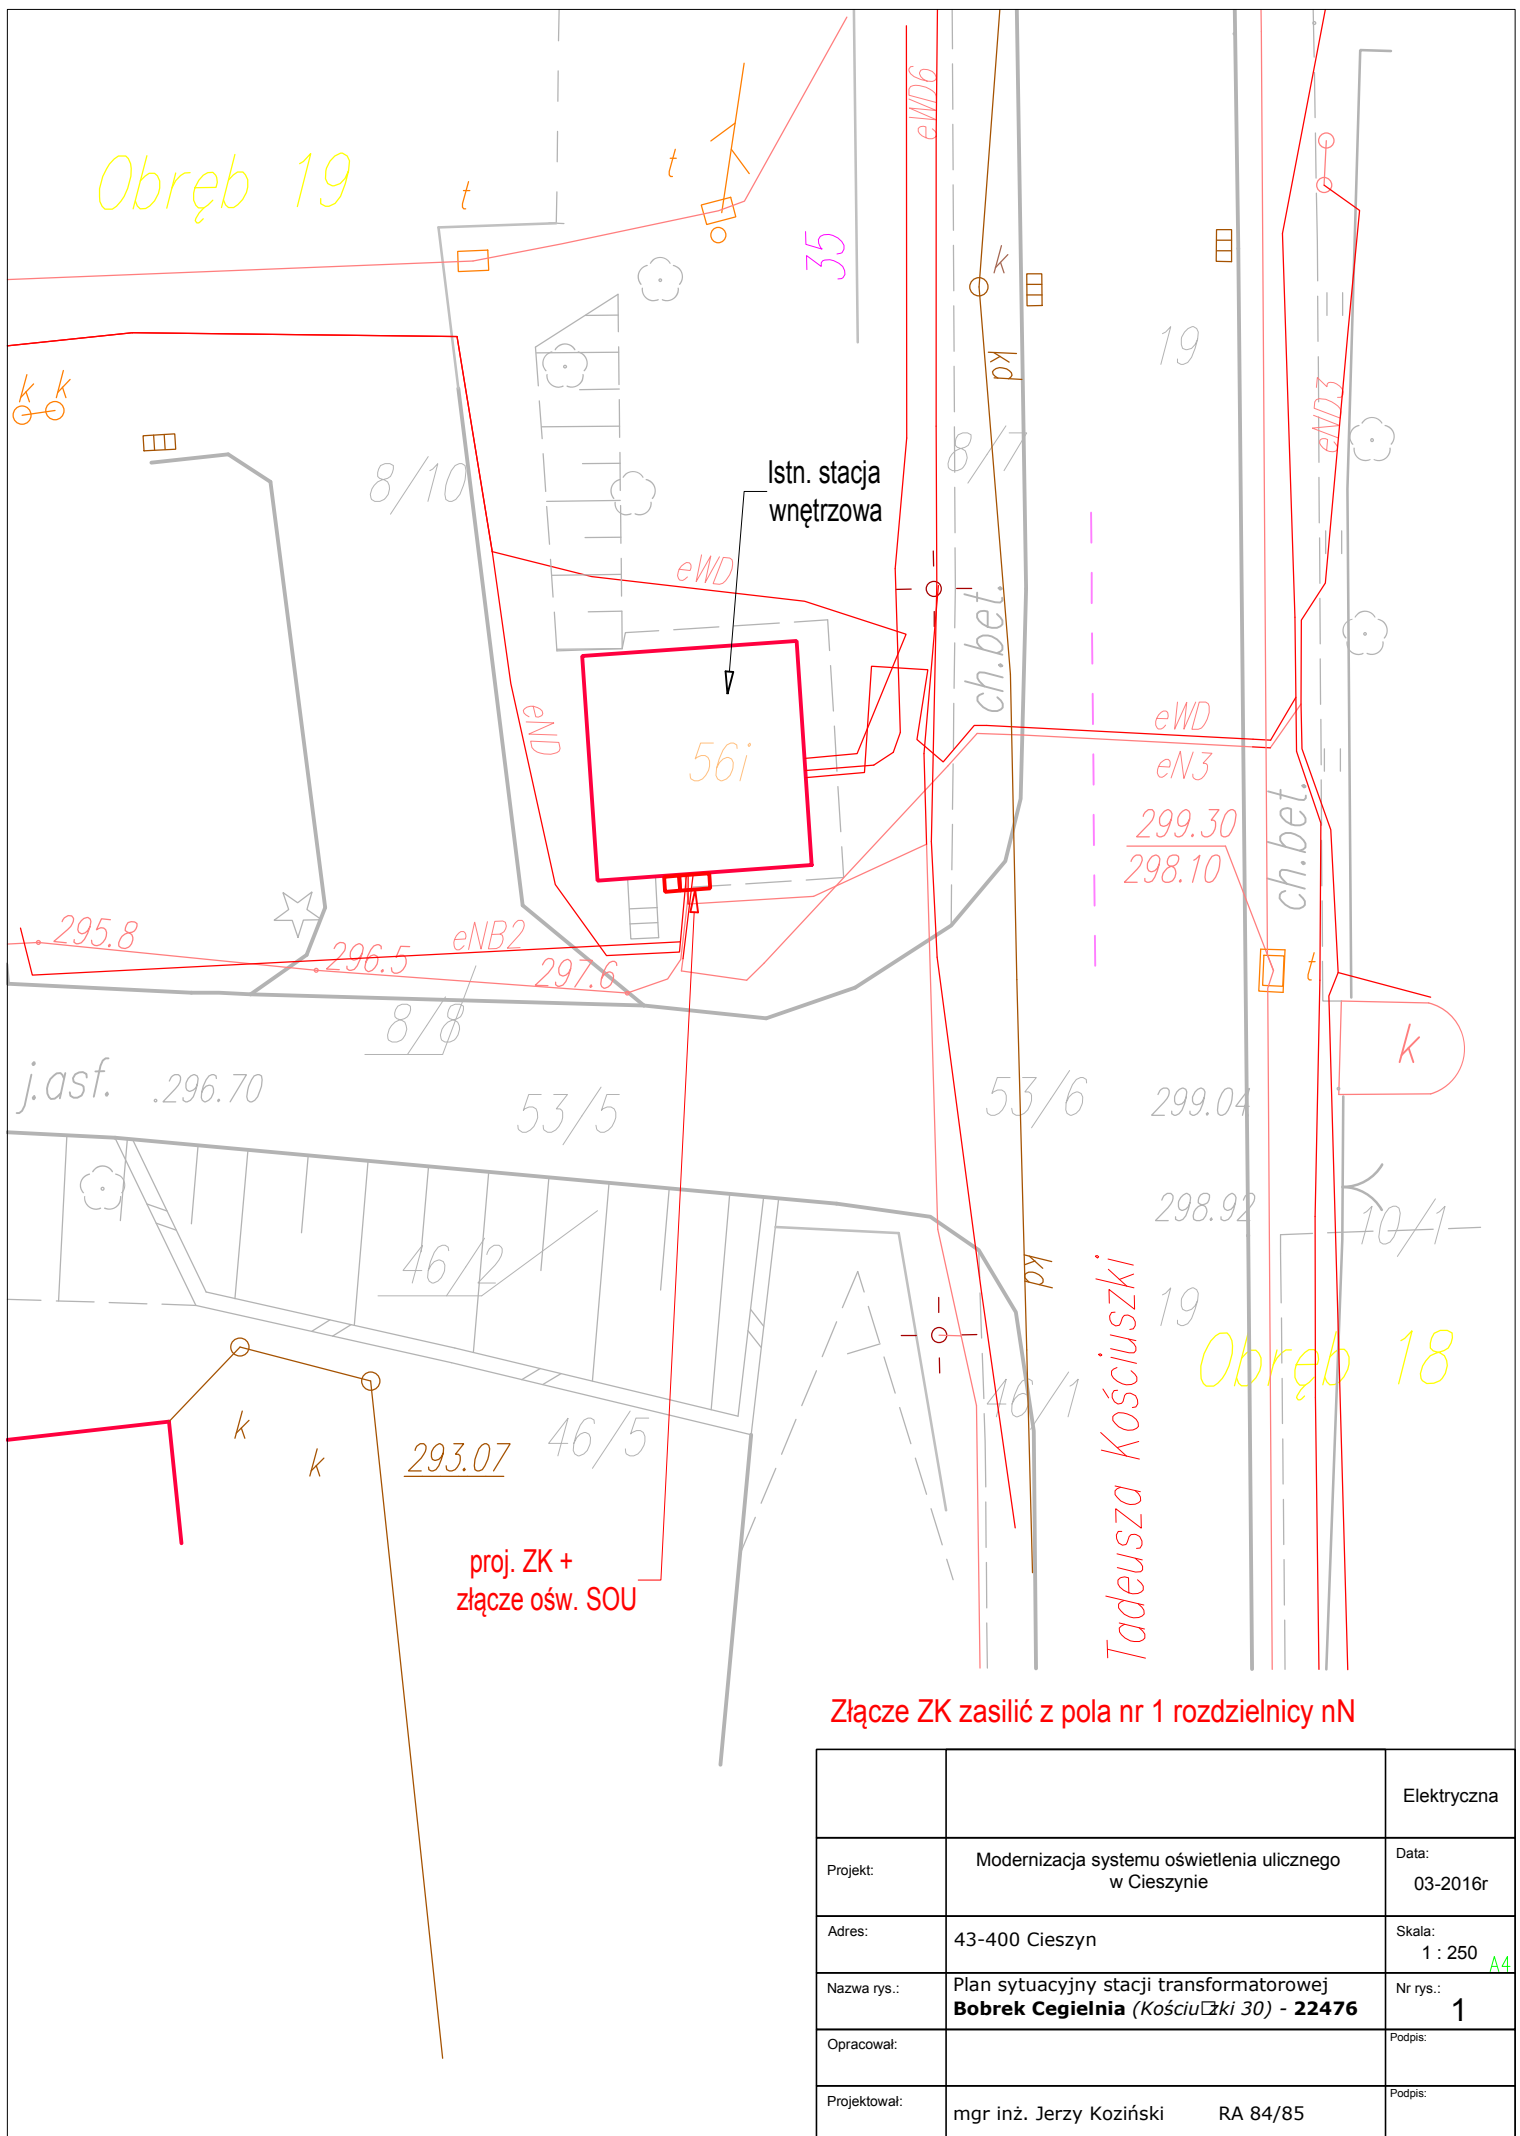 eWD6
Obręb 19
t
t
35
k
19
kd
k k
eND3
8/10
8/7
Istn. stacja
wnętrzowa
eWD
ch.bet.
eND
eWD
56i
eN3
299.30
298.10
ch.bet.
295.8
eNB2
296.5
297.6
t
8/8
k
j.asf.
.296.70
53/5
53/6
299.04
298.92
10/1
46/2
kd
19
Obręb 18
Tadeusza Kościuszki
46/1
k
k
293.07
46/5
proj. ZK +
złącze ośw. SOU
Złącze ZK zasilić z pola nr 1 rozdzielnicy nN
Elektryczna
Projekt:
Modernizacja systemu oświetlenia ulicznego
w Cieszynie
Data:
03-2016r
Adres:
43-400 Cieszyn
Skala:
1 : 250
A4
Nazwa rys.:
Plan sytuacyjny stacji transformatorowej
Bobrek Cegielnia (Kościu□zki 30) - 22476
Nr rys.:
1
Opracował:
Podpis:
Projektował:
mgr inż. Jerzy Koziński RA 84/85
Podpis: